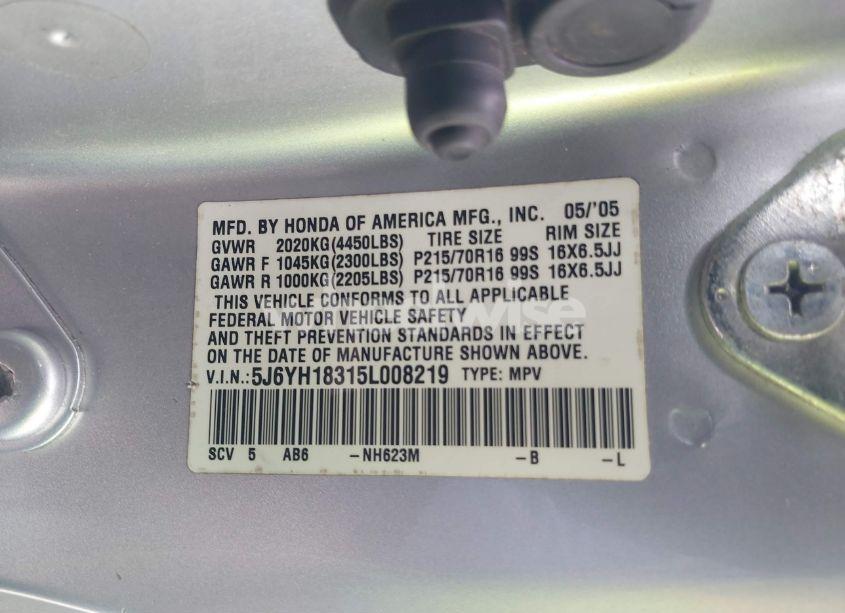 MFD. BY HONDA OF AMERICA MFG., INC. 05/'05
GVWR 2020KG(4450LBS) TIRE SIZE RIM SIZE
GAWR F 1045KG(2300LBS) P215/70R16 99S 16X6.5JJ
GAWR R 1000KG(2205LBS) P215/70R16 99S 16X6.5JJ
THIS VEHICLE CONFORMS TO ALL APPLICABLE
FEDERAL MOTOR VEHICLE SAFETY
AND THEFT PREVENTION STANDARDS IN EFFECT
ON THE DATE OF MANUFACTURE SHOWN ABOVE.
V.I.N.:5J6YH18315L008219 TYPE: MPV
SCV 5 AB6 -NH623M -B -L